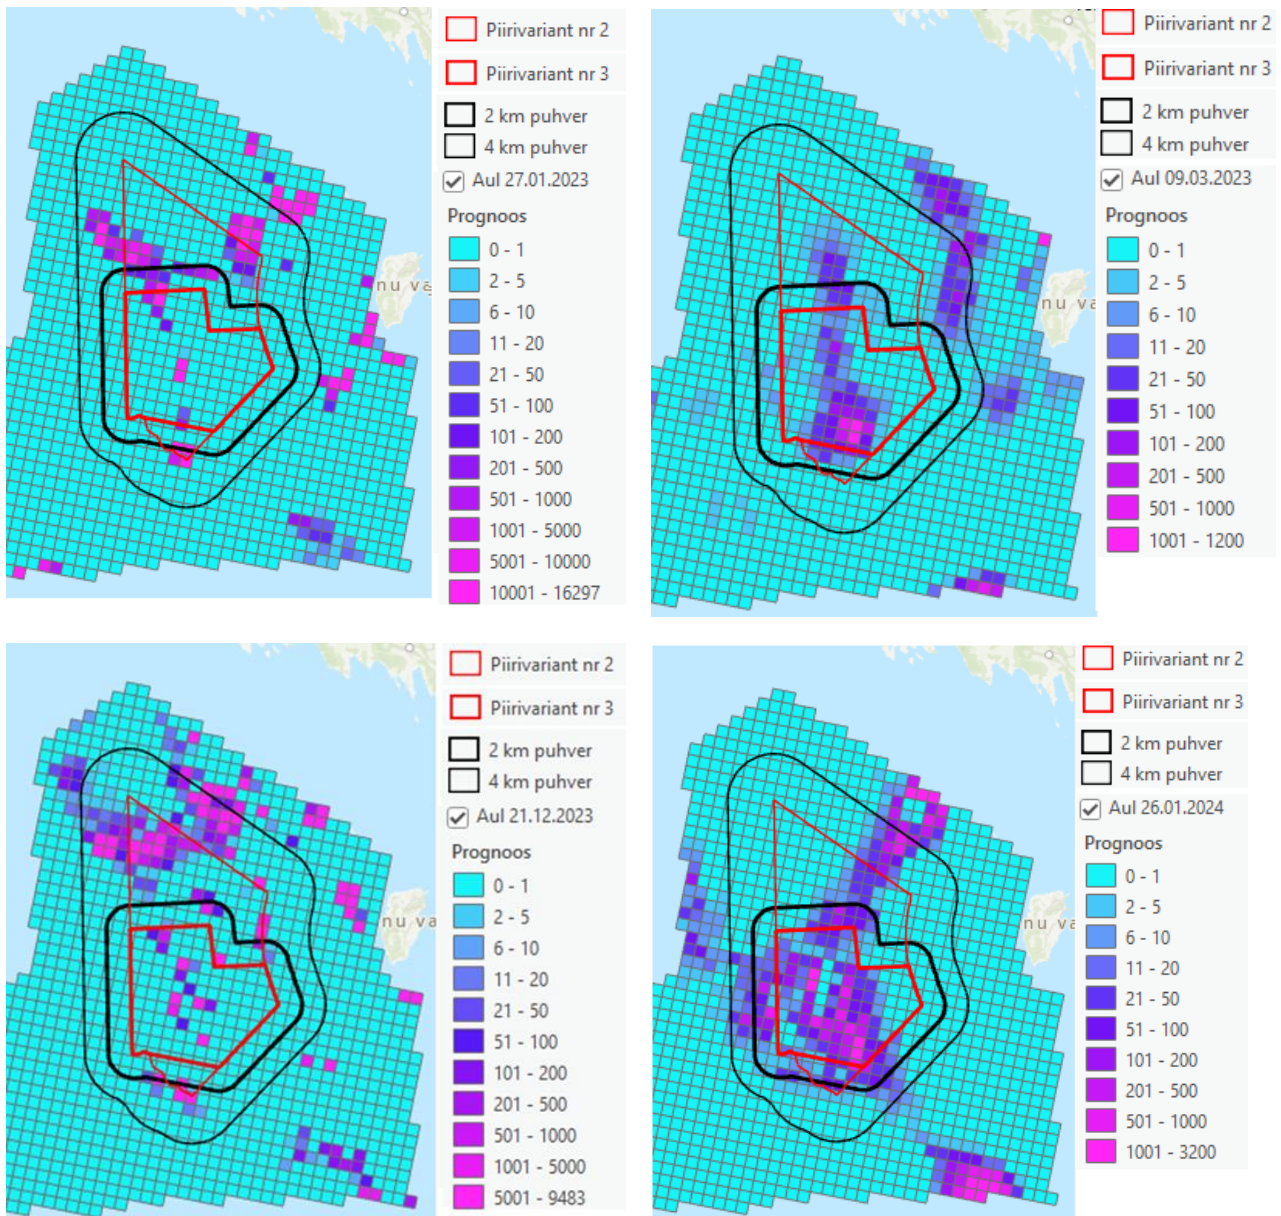 Piirivariant nr 2
Piirivariant nr 3
2 km puhver
4 km puhver
Aul 27.01.2023
Prognoos
0 - 1
2 - 5
6 - 10
11 - 20
21 - 50
51 - 100
101 - 200
201 - 500
501 - 1000
1001 - 5000
5001 - 10000
10001 - 16297
nu va
Piirivariant nr 2
Piirivariant nr 3
2 km puhver
4 km puhver
Aul 09.03.2023
Prognoos
0 - 1
2 - 5
6 - 10
11 - 20
21 - 50
51 - 100
101 - 200
201 - 500
501 - 1000
1001 - 1200
nu va
Piirivariant nr 2
Piirivariant nr 3
2 km puhver
4 km puhver
Aul 21.12.2023
Prognoos
0 - 1
2 - 5
6 - 10
11 - 20
21 - 50
51 - 100
101 - 200
201 - 500
501 - 1000
1001 - 5000
5001 - 9483
nu va
Piirivariant nr 2
Piirivariant nr 3
2 km puhver
4 km puhver
Aul 26.01.2024
Prognoos
0 - 1
2 - 5
6 - 10
11 - 20
21 - 50
51 - 100
101 - 200
201 - 500
501 - 1000
1001 - 3200
nu va